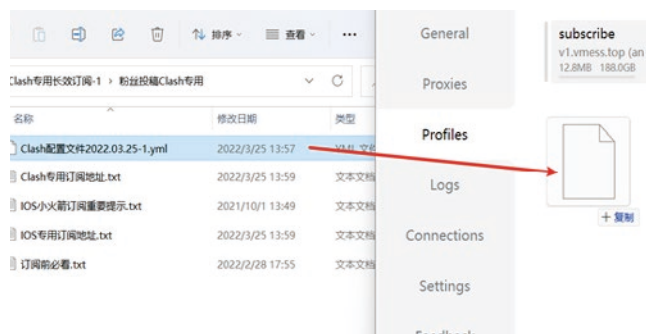 排序
查看
...
Clash专用长效订阅-1 › 粉丝投稿Clash专用
名称
修改日期
类型
Clash配置文件2022.03.25-1.yml
2022/3/25 13:57
YML 文件
Clash专用订阅地址.txt
2022/3/25 13:59
文本文档
IOS小火箭订阅重要提示.txt
2021/10/1 13:49
文本文档
IOS专用订阅地址.txt
2022/3/25 13:59
文本文档
订阅前必看.txt
2022/2/28 17:55
文本文档
General
Proxies
Profiles
Logs
Connections
Settings
subscribe
v1.vmess.top (an
12.8MB 188.0GB
+ 复制